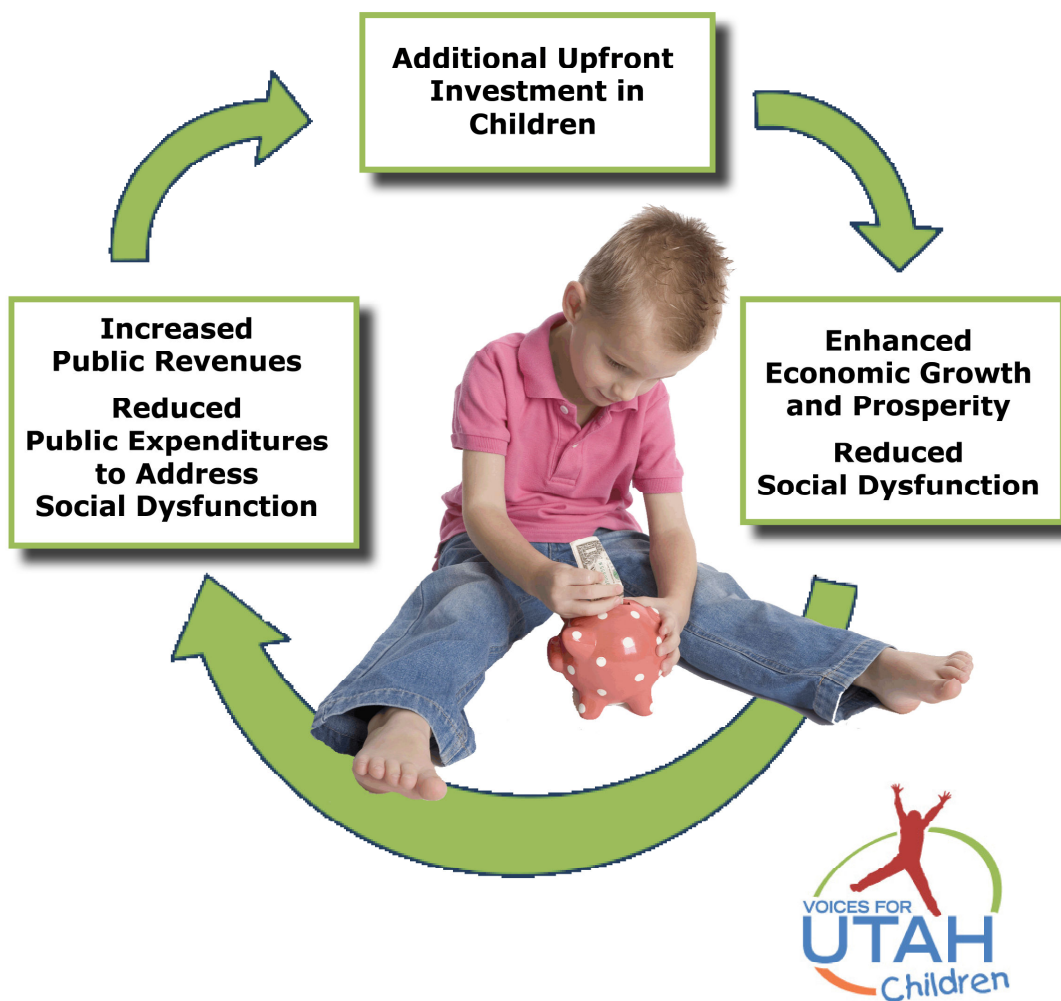 Additional Upfront
Investment in
Children
Enhanced
Economic Growth
and Prosperity
Reduced
Social Dysfunction
Increased
Public Revenues
Reduced
Public Expenditures
to Address
Social Dysfunction
VOICES FOR
UTAH
Children